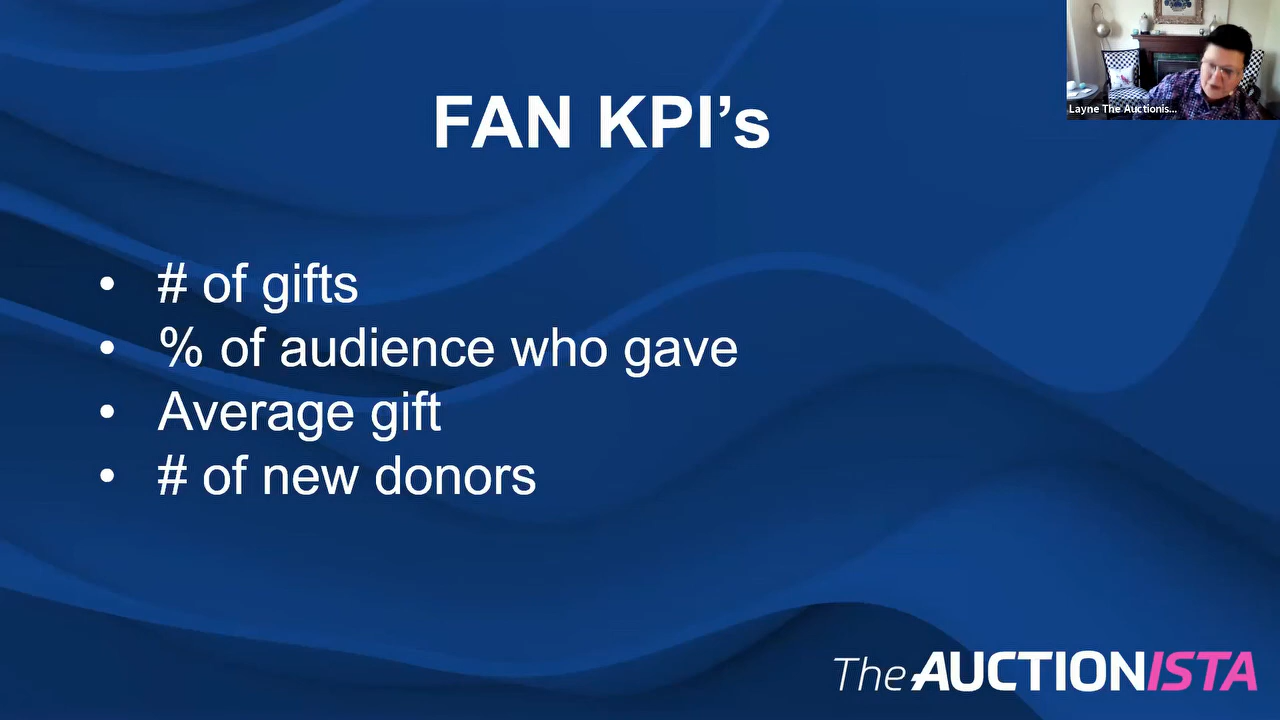 FAN KPI’s
Layne The Auctionis...
• # of gifts
• % of audience who gave
• Average gift
• # of new donors
The AUCTIONISTA